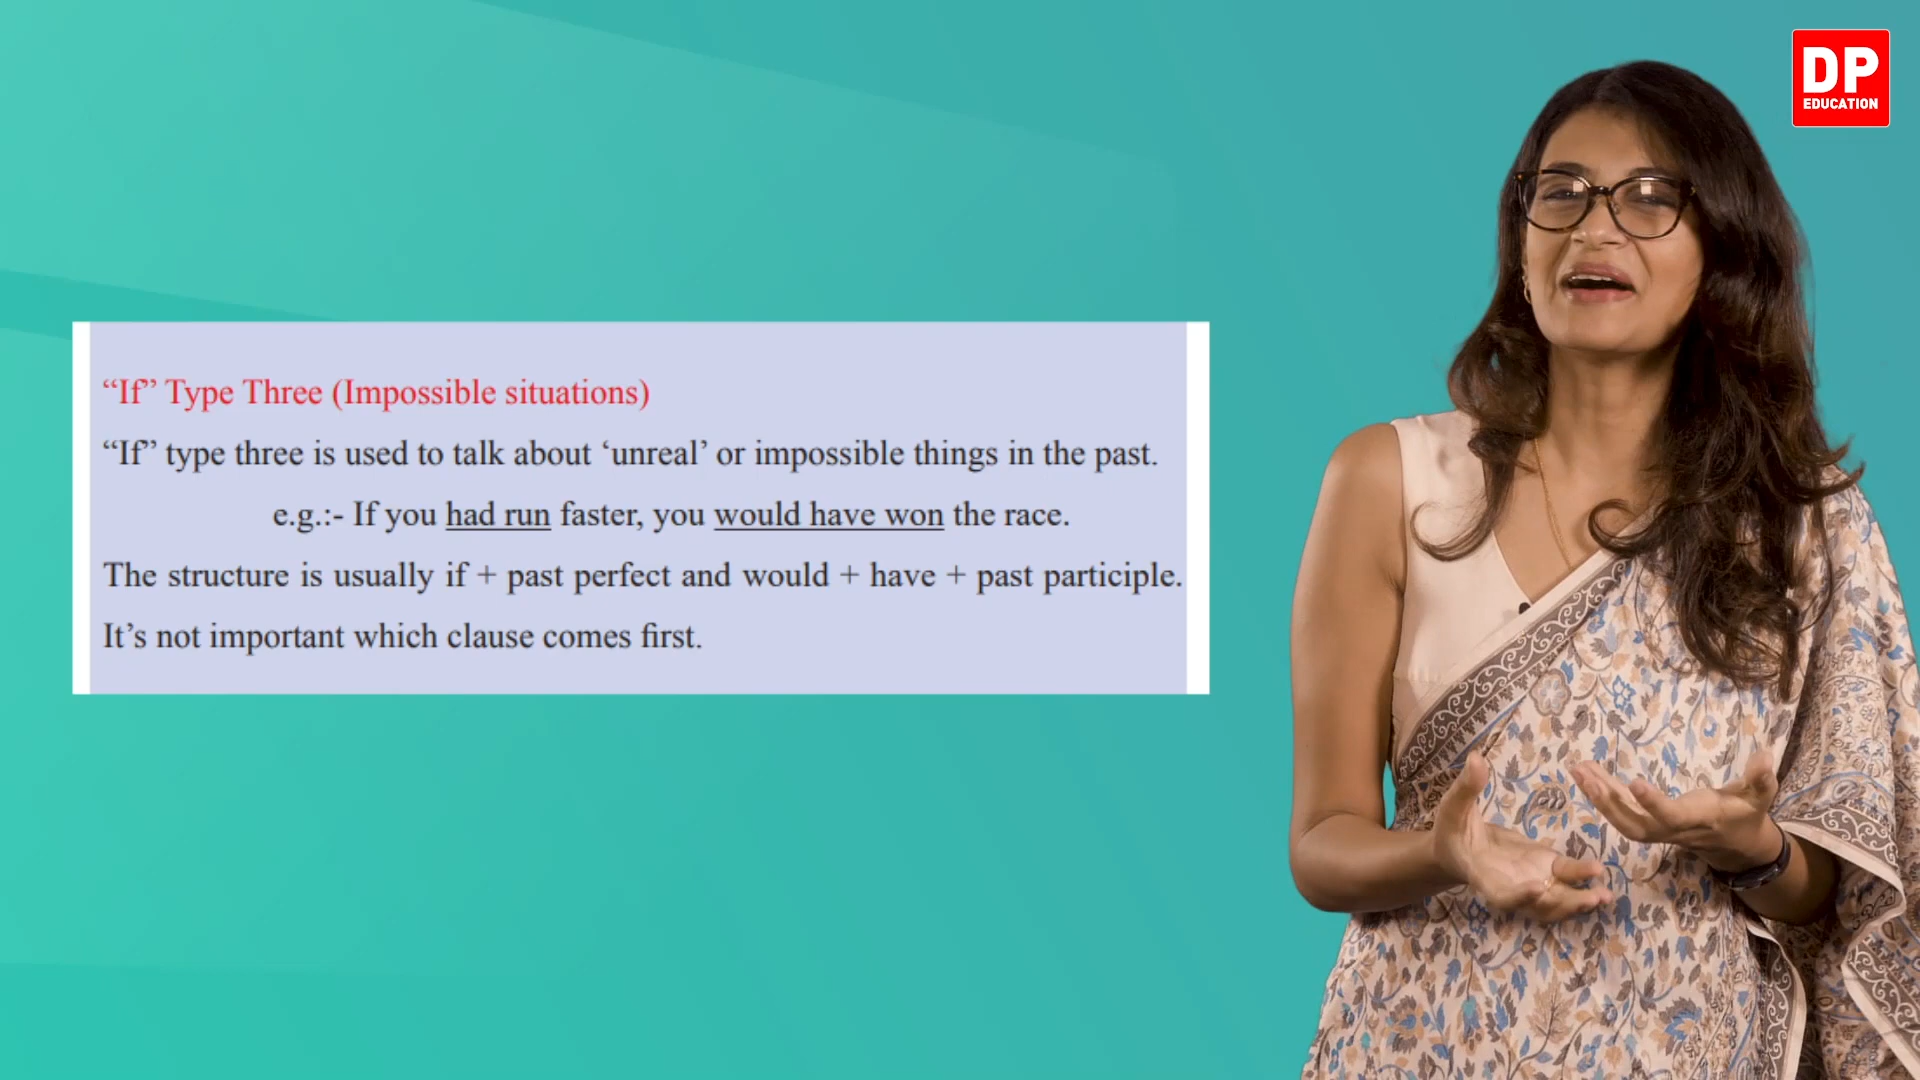 DP
EDUCATION
“If” Type Three (Impossible situations)
“If” type three is used to talk about ‘unreal’ or impossible things in the past.
e.g.:- If you had run faster, you would have won the race.
The structure is usually if + past perfect and would + have + past participle.
It’s not important which clause comes first.